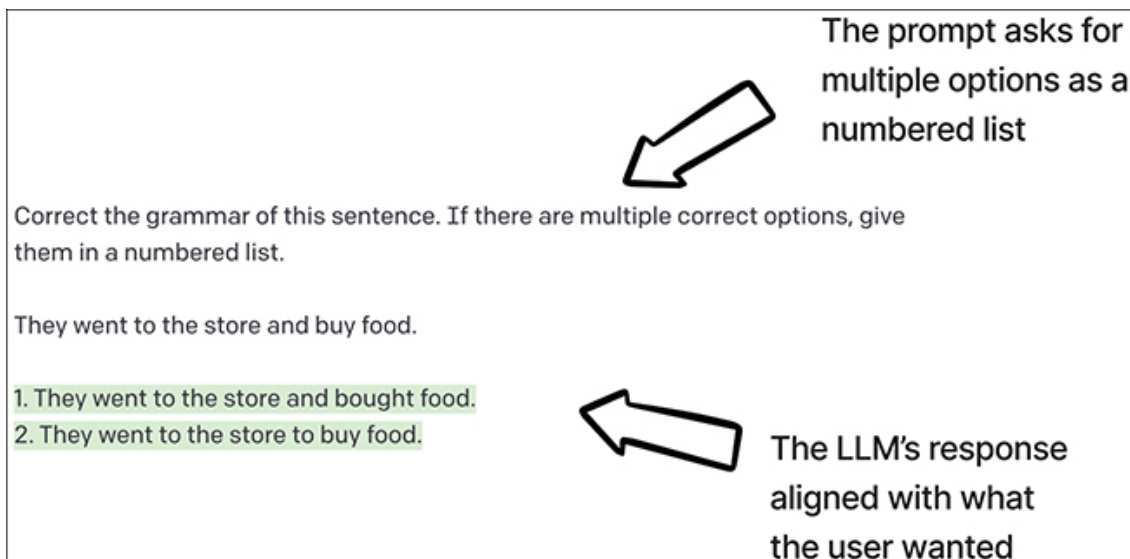 The prompt asks for
multiple options as a
numbered list
Correct the grammar of this sentence. If there are multiple correct options, give
them in a numbered list.
They went to the store and buy food.
1. They went to the store and bought food.
2. They went to the store to buy food.
The LLM's response
aligned with what
the user wanted